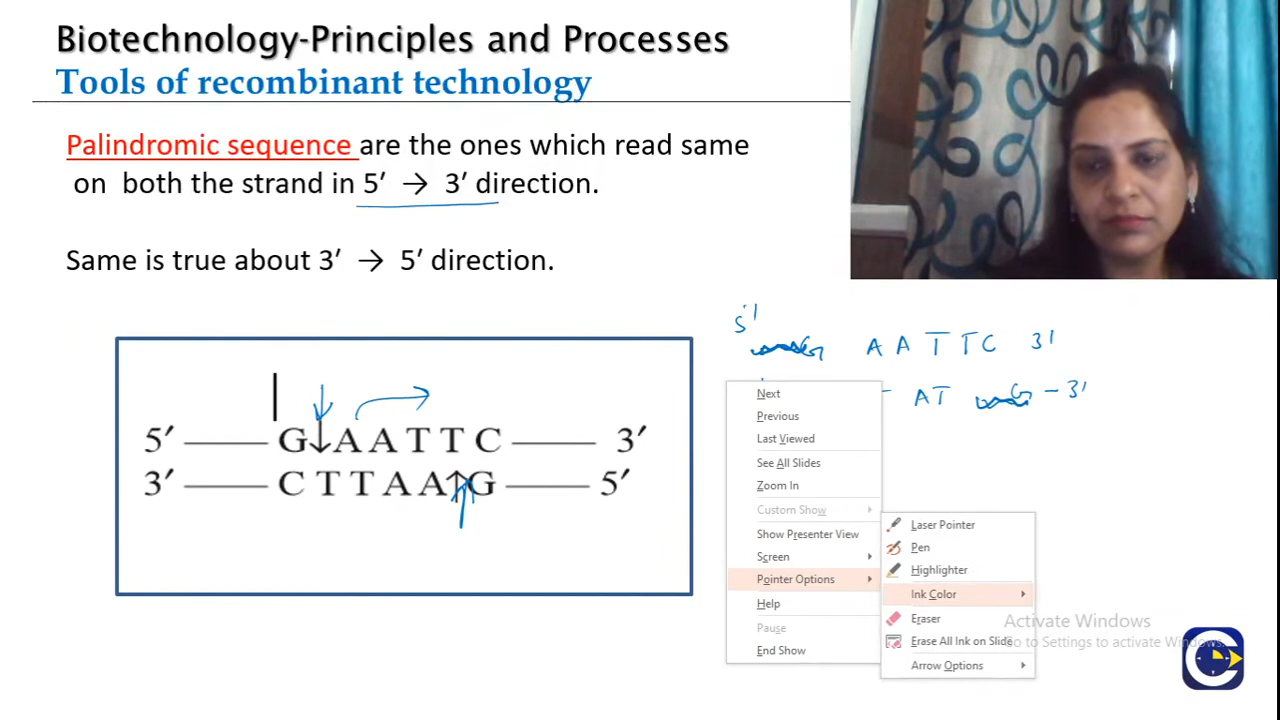 Biotechnology-Principles and Processes
Tools of recombinant technology
Palindromic sequence are the ones which read same
on both the strand in 5′ → 3′ direction.
Same is true about 3′ → 5′ direction.
5′ G↓AATTC 3′
3′ CTTAA↑G 5′
5'
G A A T T C 3'
A T G - 3'
Next
Previous
Last Viewed
See All Slides
Zoom In
Custom Show
Show Presenter View
Screen
Pointer Options
Help
Pause
End Show
Laser Pointer
Pen
Highlighter
Ink Color
Eraser
Erase All Ink on Slide
Arrow Options
Activate Windows
Go to Settings to activate Windows.